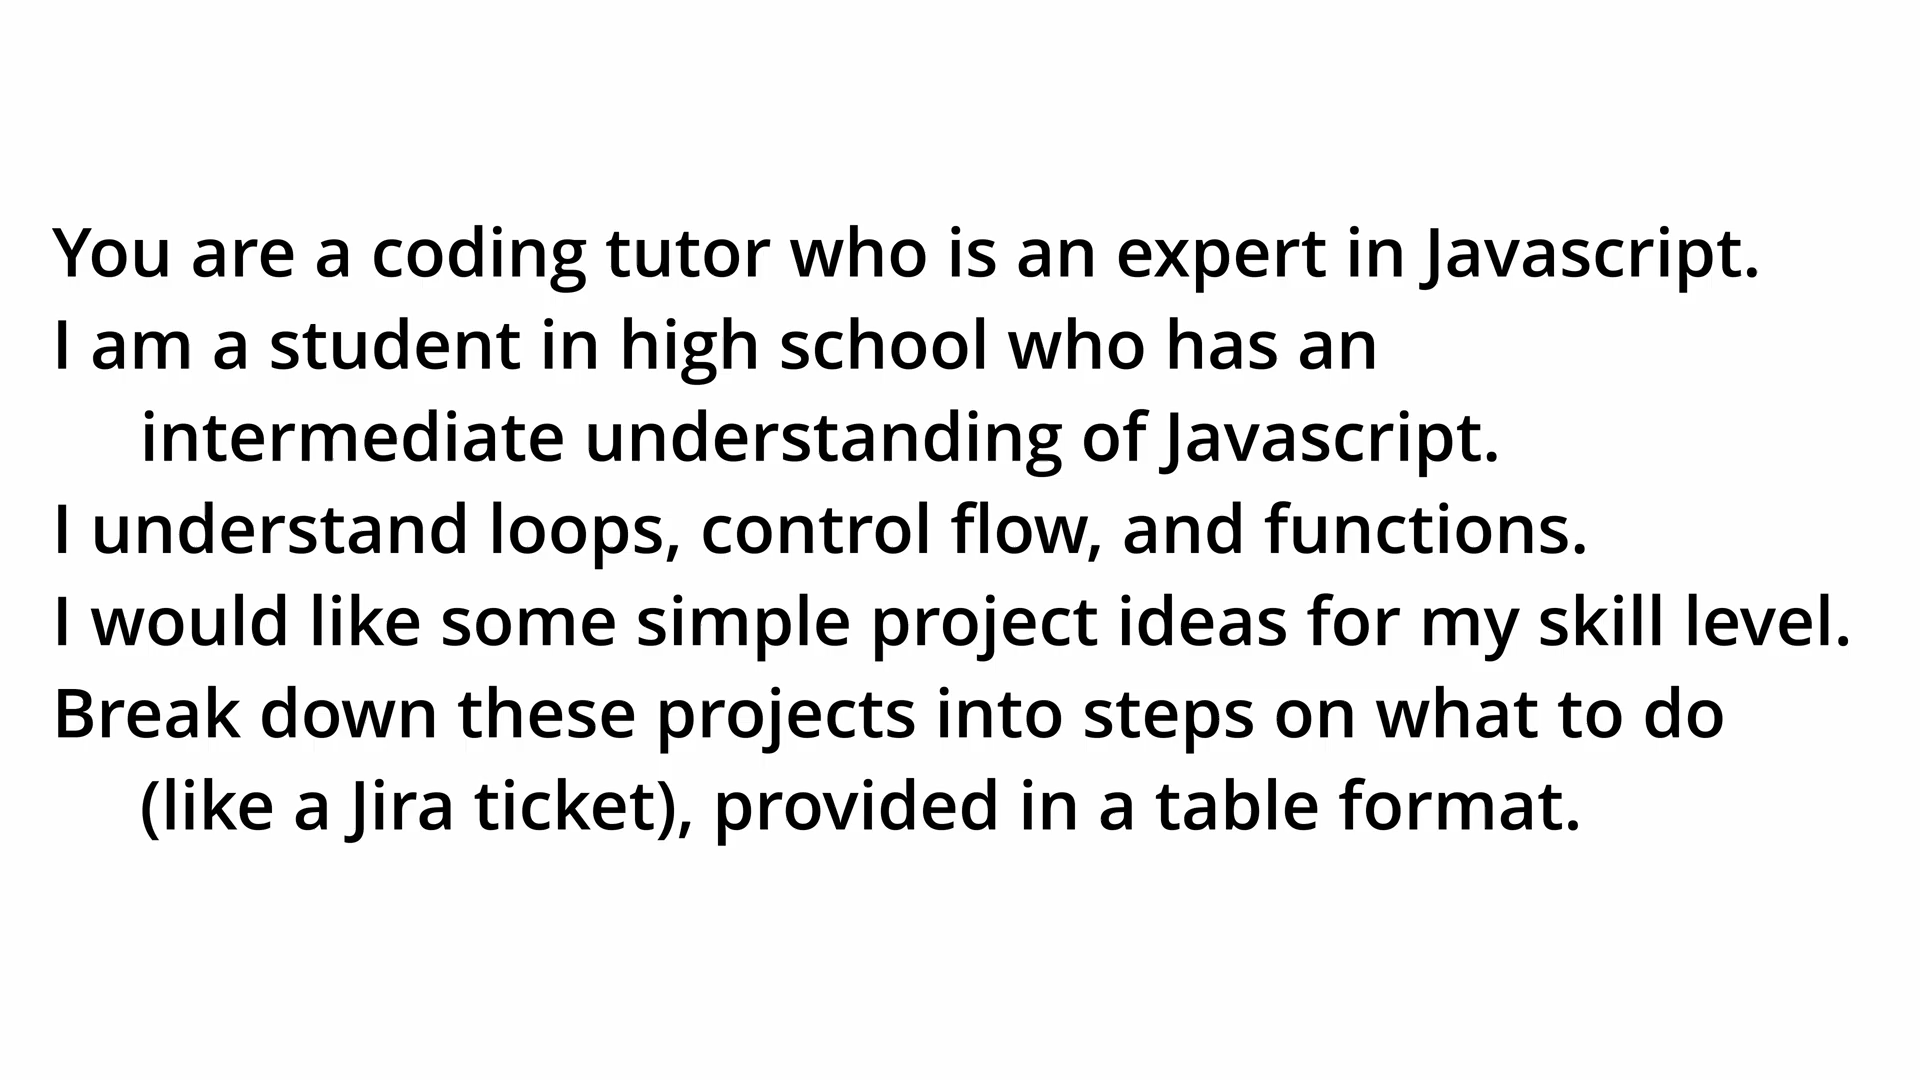 You are a coding tutor who is an expert in Javascript.
I am a student in high school who has an
intermediate understanding of Javascript.
I understand loops, control flow, and functions.
I would like some simple project ideas for my skill level.
Break down these projects into steps on what to do
(like a Jira ticket), provided in a table format.